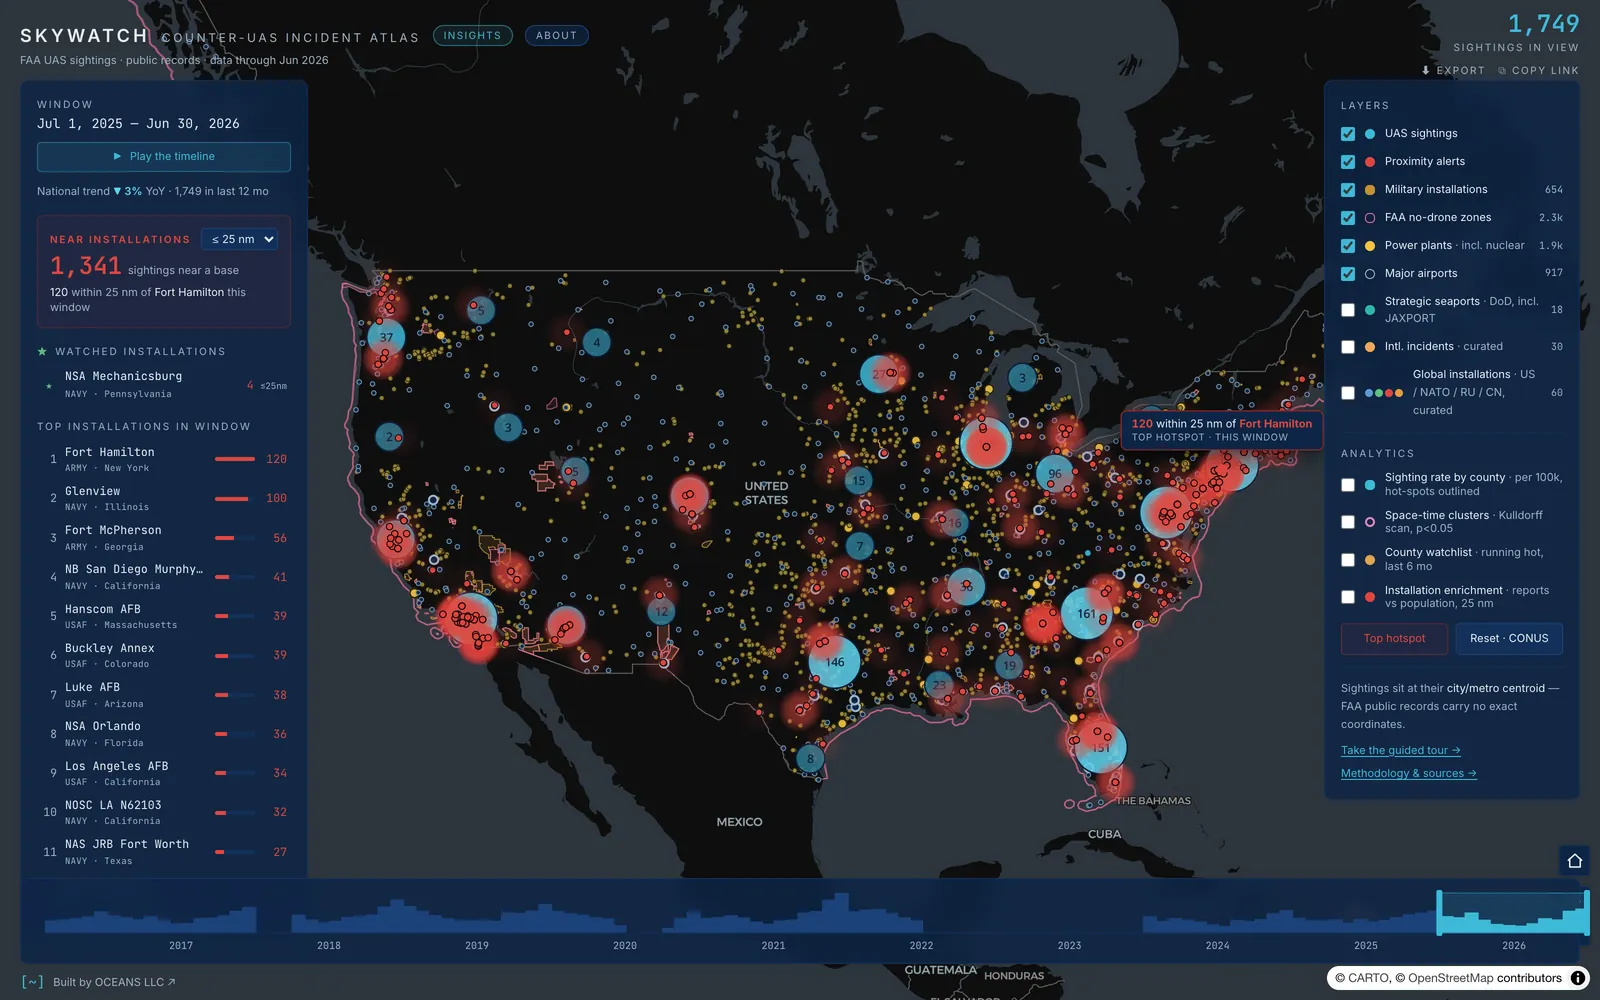 SKYWATCH COUNTER-UAS INCIDENT ATLAS INSIGHTS ABOUT
FAA UAS sightings · public records · data through Jun 2026
1,749
SIGHTINGS IN VIEW
EXPORT COPY LINK
WINDOW
Jul 1, 2025 — Jun 30, 2026
Play the timeline
National trend ▼ 3% YoY · 1,749 in last 12 mo
NEAR INSTALLATIONS ≤ 25 nm
1,341 sightings near a base
120 within 25 nm of Fort Hamilton this
window
WATCHED INSTALLATIONS
NSA Mechanicsburg 4 ≤25nm
NAVY · Pennsylvania
TOP INSTALLATIONS IN WINDOW
1 Fort Hamilton 120
ARMY · New York
2 Glenview 100
NAVY · Illinois
3 Fort McPherson 56
ARMY · Georgia
4 NB San Diego Murphy… 41
NAVY · California
5 Hanscom AFB 39
USAF · Massachusetts
6 Buckley Annex 39
USAF · Colorado
7 Luke AFB 38
USAF · Arizona
8 NSA Orlando 36
NAVY · Florida
9 Los Angeles AFB 34
USAF · California
10 NOSC LA N62103 32
NAVY · California
11 NAS JRB Fort Worth 27
NAVY · Texas
5
37
4
27
3
2
3
5
15
96
16
7
12
36
161
146
19
23
151
8
UNITED
STATES
MEXICO
THE BAHAMAS
CUBA
GUATEMALA
HONDURAS
EL SALVADOR
120 within 25 nm of Fort Hamilton
TOP HOTSPOT · THIS WINDOW
LAYERS
UAS sightings
Proximity alerts
Military installations 654
FAA no-drone zones 2.3k
Power plants · incl. nuclear 1.9k
Major airports 917
Strategic seaports · DoD, incl.
JAXPORT 18
Intl. incidents · curated 30
Global installations · US
/ NATO / RU / CN, 60
curated
ANALYTICS
Sighting rate by county · per 100k,
hot-spots outlined
Space-time clusters · Kulldorff
scan, p<0.05
County watchlist · running hot,
last 6 mo
Installation enrichment · reports
vs population, 25 nm
Top hotspot Reset · CONUS
Sightings sit at their city/metro centroid —
FAA public records carry no exact
coordinates.
Take the guided tour →
Methodology & sources →
2017 2018 2019 2020 2021 2022 2023 2024 2025 2026
[~] Built by OCEANS LLC ↗
© CARTO, © OpenStreetMap contributors